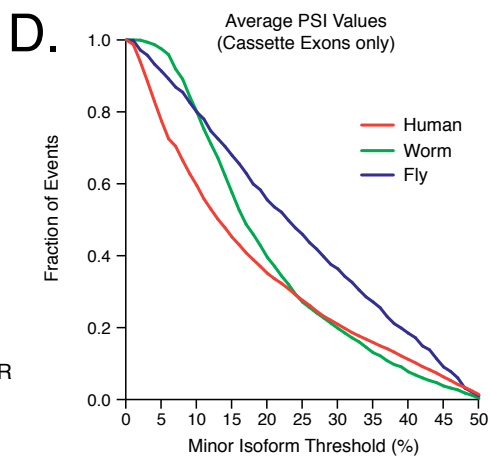 D.
Average PSI Values
(Cassette Exons only)
1.0
0.8
0.6
0.4
0.2
0.0
Fraction of Events
Human
Worm
Fly
R
0 5 10 15 20 25 30 35 40 45 50
Minor Isoform Threshold (%)